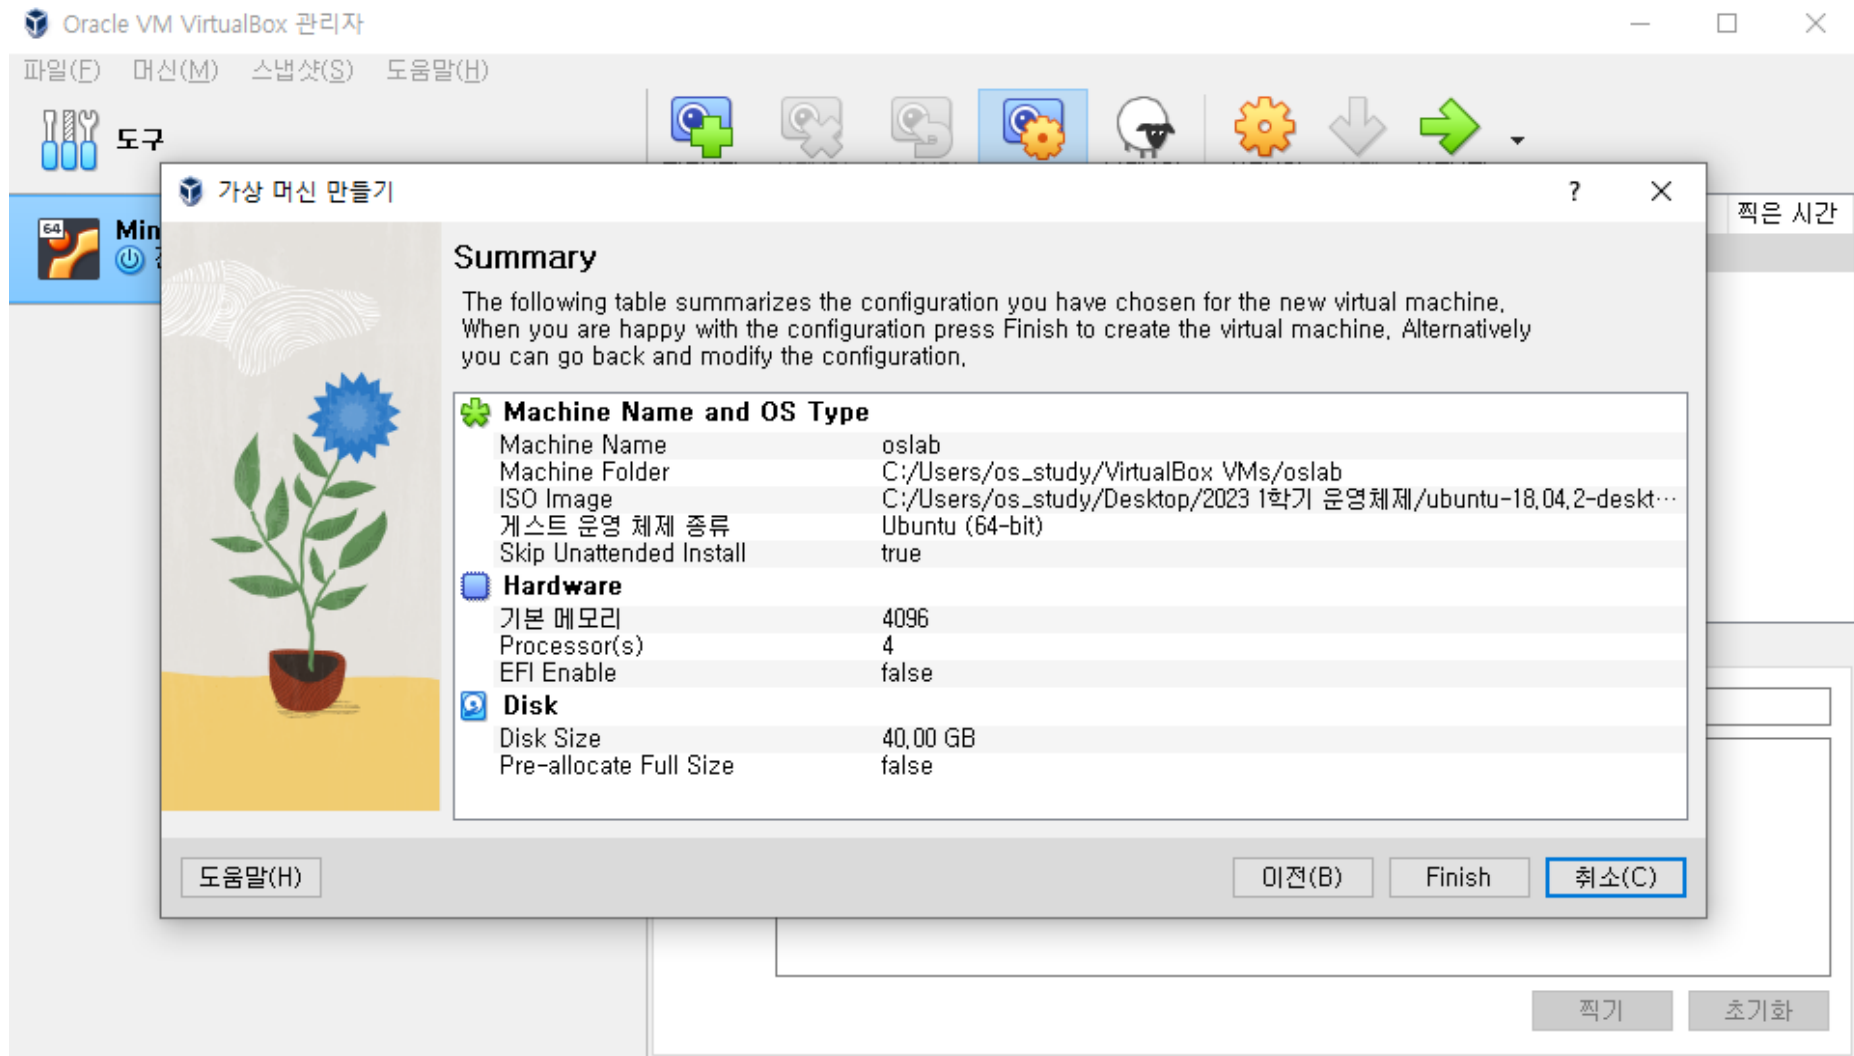 Oracle VM VirtualBox 관리자
파일(F) 머신(M) 스냅샷(S) 도움말(H)
도구
가상 머신 만들기
?
찍은 시간
64
Min
Summary
The following table summarizes the configuration you have chosen for the new virtual machine.
When you are happy with the configuration press Finish to create the virtual machine. Alternatively
you can go back and modify the configuration.
Machine Name and OS Type
Machine Name oslab
Machine Folder C:/Users/os_study/VirtualBox VMs/oslab
ISO Image C:/Users/os_study/Desktop/2023 1학기 운영체제/ubuntu-18.04.2-deskt…
게스트 운영 체제 종류 Ubuntu (64-bit)
Skip Unattended Install true
Hardware
기본 메모리 4096
Processor(s) 4
EFI Enable false
Disk
Disk Size 40.00 GB
Pre-allocate Full Size false
도움말(H) 이전(B) Finish 취소(C)
찍기 초기화